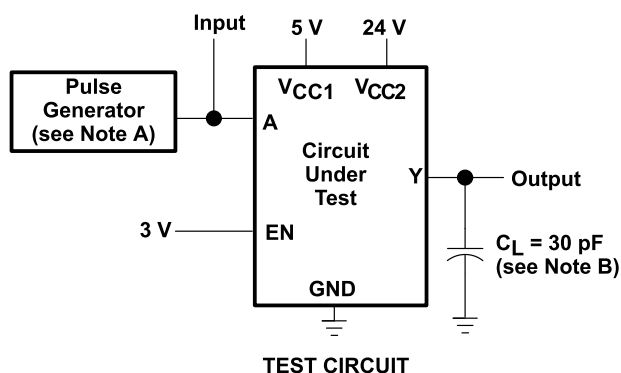 Input
5 V
24 V
Pulse
Generator
(see Note A)
VCC1
VCC2
A
Circuit
Under
Test
Y
Output
3 V
EN
CL = 30 pF
(see Note B)
GND
TEST CIRCUIT